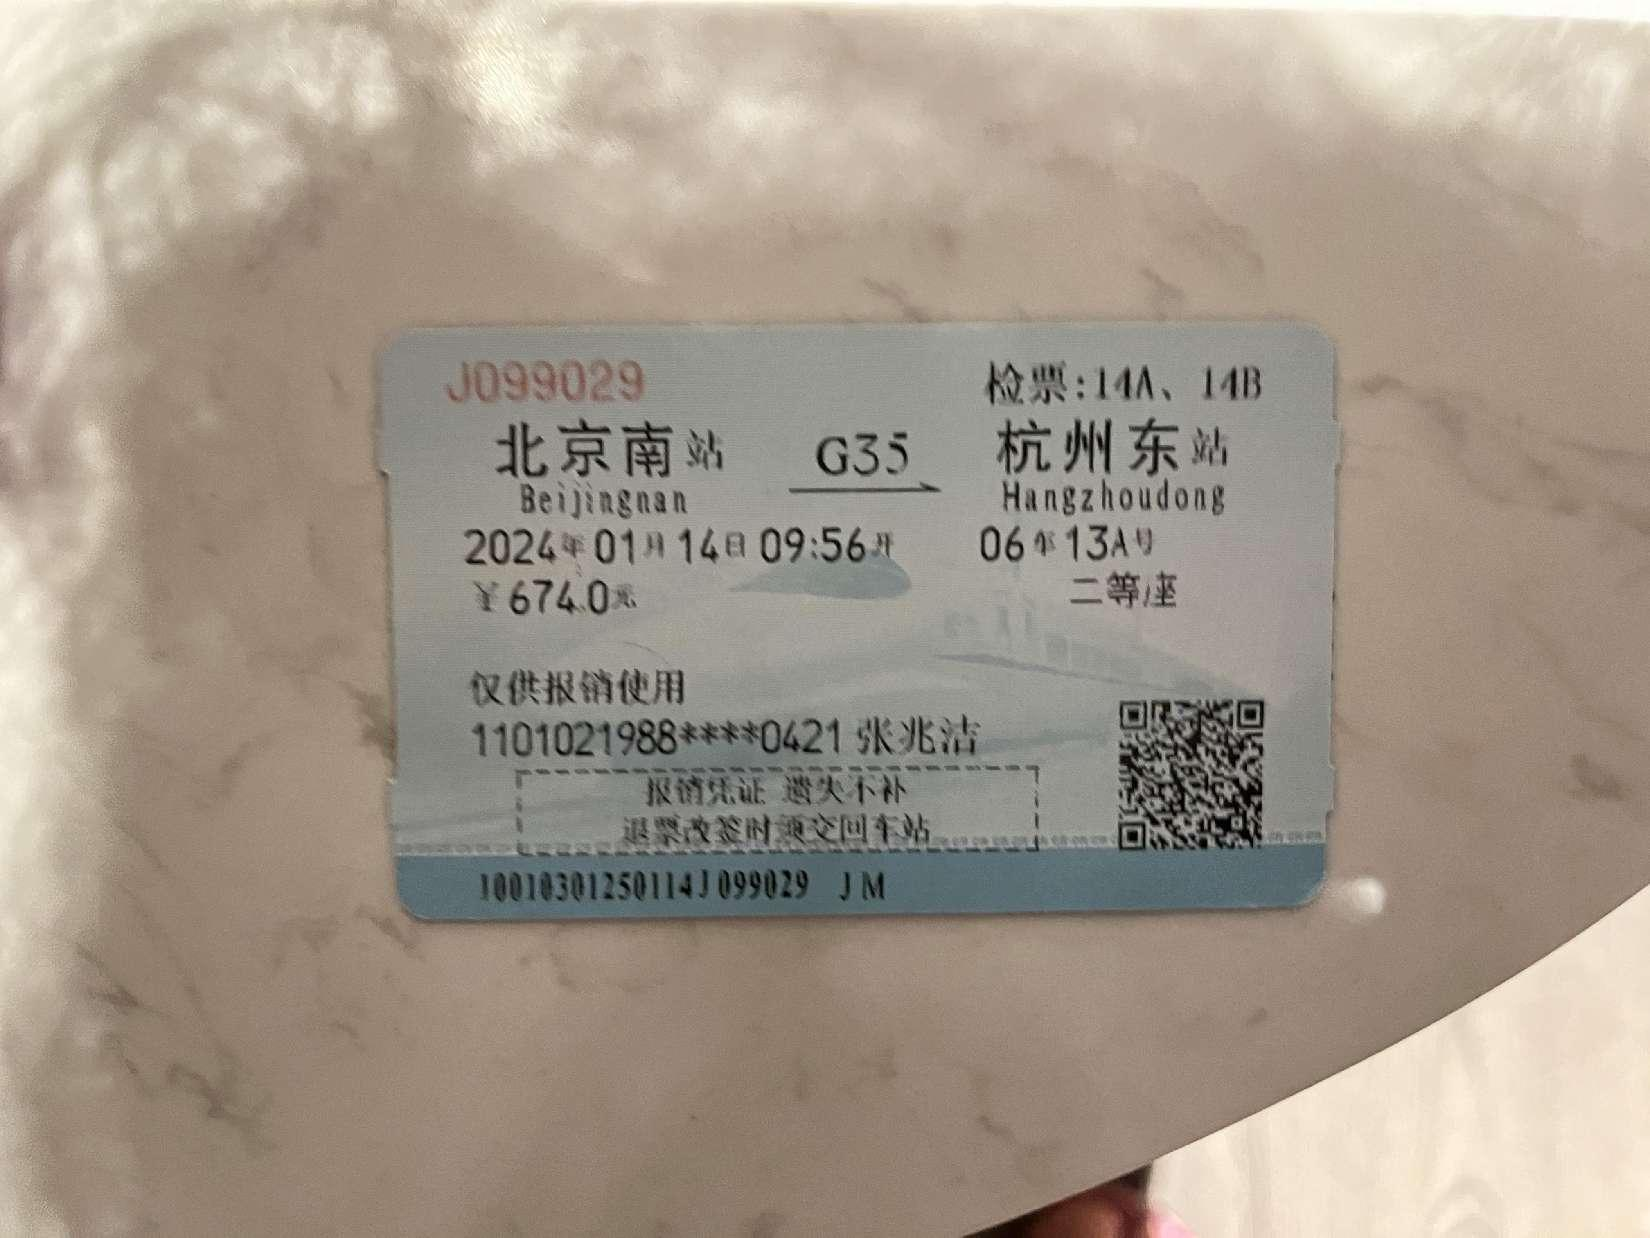 J099029 检票:14A、14B
北京南站 G35 杭州东站
Beijingnan Hangzhoudong
2024年01月14日09:56开 06车13A号
￥674.0元 二等座
仅供报销使用
1101021988****0421 张兆洁
报销凭证 遗失不补
退票改签时须交回车站
10010301250114J099029 JM